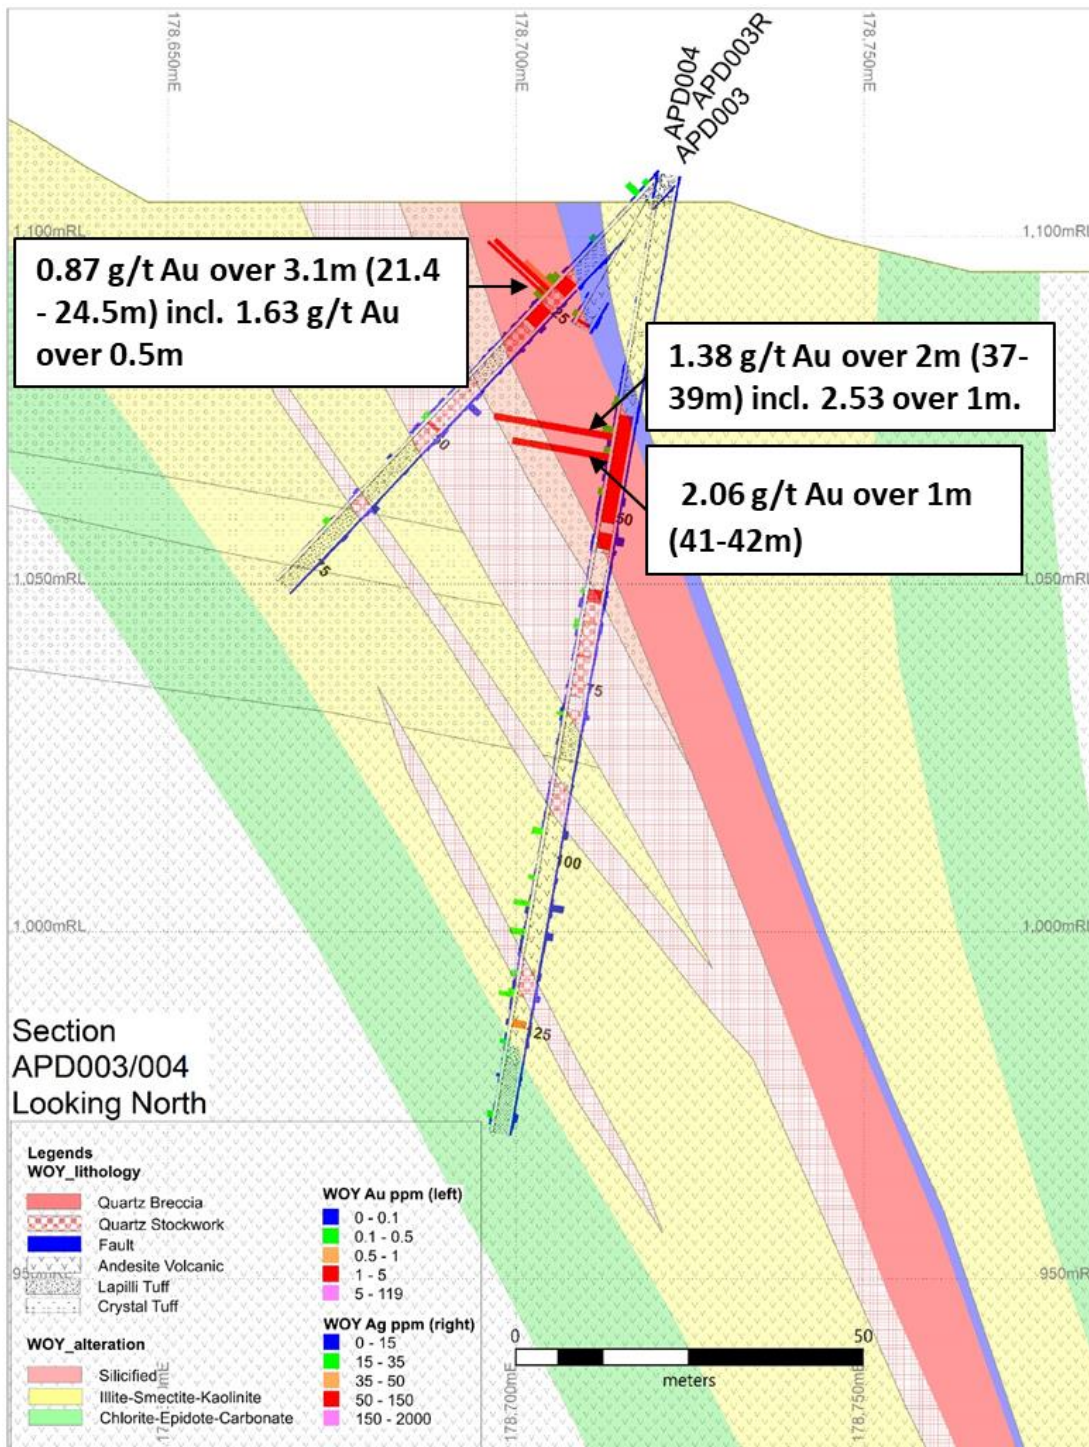 178,650mE
178,700mE
178,750mE
APD004
APD003R
APD003
1,100mRL
1,100mRL
0.87 g/t Au over 3.1m (21.4
- 24.5m) incl. 1.63 g/t Au
over 0.5m
25
1.38 g/t Au over 2m (37-
39m) incl. 2.53 over 1m.
50
2.06 g/t Au over 1m
(41-42m)
50
75
1,050mRL
1,050mRL
75
100
1,000mRL
1,000mRL
125
Section
APD003/004
Looking North
Legends
WOY_lithology
Quartz Breccia
Quartz Stockwork
Fault
Andesite Volcanic
Lapilli Tuff
Crystal Tuff
WOY_alteration
Silicified
Illite-Smectite-Kaolinite
Chlorite-Epidote-Carbonate
WOY Au ppm (left)
0 - 0.1
0.1 - 0.5
0.5 - 1
1 - 5
5 - 119
WOY Ag ppm (right)
0 - 15
15 - 35
35 - 50
50 - 150
150 - 2000
950mRL
0
50
meters
178,700mE
178,750mE